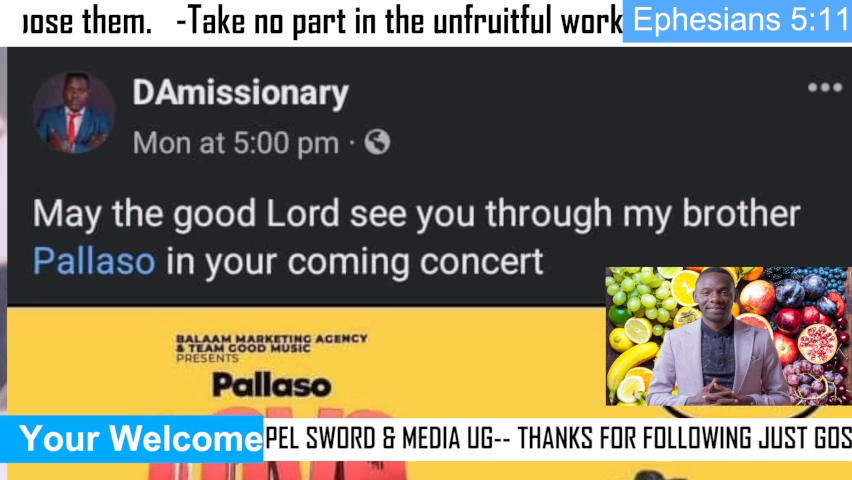 ose them. -Take no part in the unfruitful work
Ephesians 5:11
DAmissionary
Mon at 5:00 pm ·
May the good Lord see you through my brother
Pallaso in your coming concert
BALAAM MARKETING AGENCY
& TEAM GOOD MUSIC
PRESENTS
Pallaso
Your Welcome
PEL SWORD & MEDIA UG-- THANKS FOR FOLLOWING JUST GOS